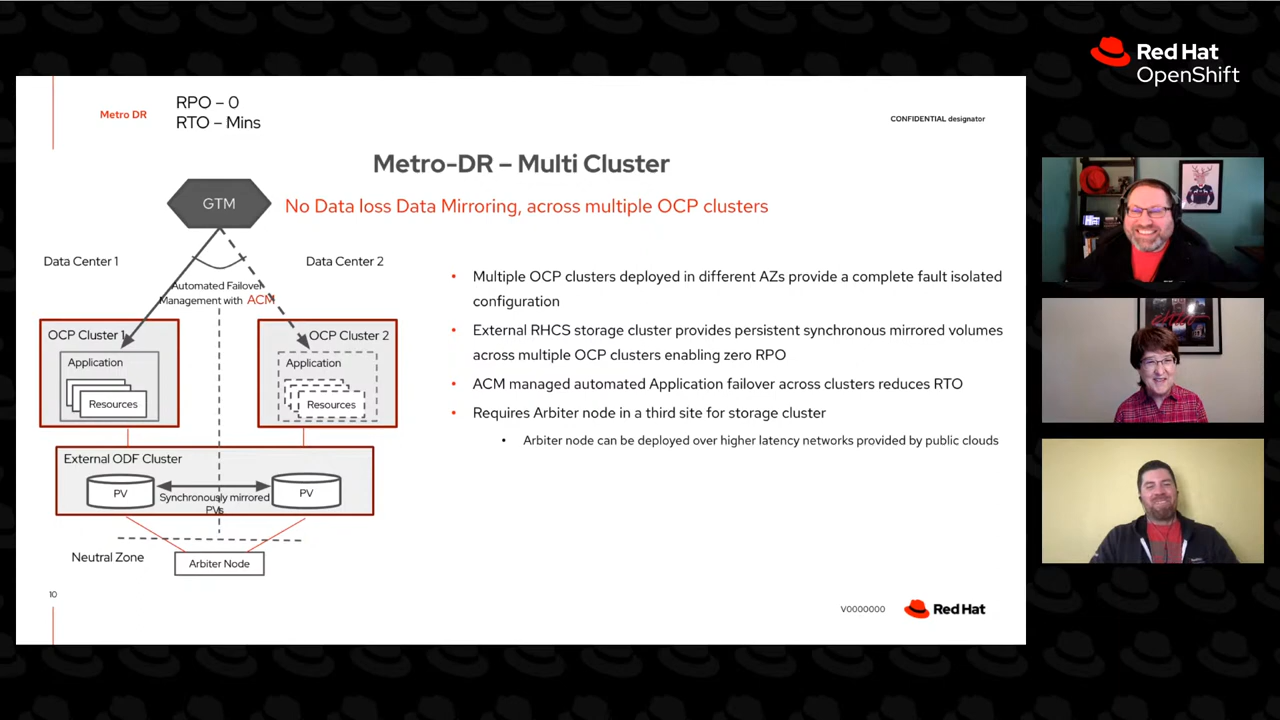 Red Hat
OpenShift
Metro DR
RPO – 0
RTO – Mins
CONFIDENTIAL designator
Metro-DR – Multi Cluster
No Data loss Data Mirroring, across multiple OCP clusters
GTM
Data Center 1
Data Center 2
Automated Failover
Management with ACM
OCP Cluster 1
OCP Cluster 2
Application
Application
Resources
Resources
External ODF Cluster
PV
PV
Synchronously mirrored
PVs
Neutral Zone
Arbiter Node
• Multiple OCP clusters deployed in different AZs provide a complete fault isolated
configuration
• External RHCS storage cluster provides persistent synchronous mirrored volumes
across multiple OCP clusters enabling zero RPO
• ACM managed automated Application failover across clusters reduces RTO
• Requires Arbiter node in a third site for storage cluster
• Arbiter node can be deployed over higher latency networks provided by public clouds
10
V0000000
Red Hat